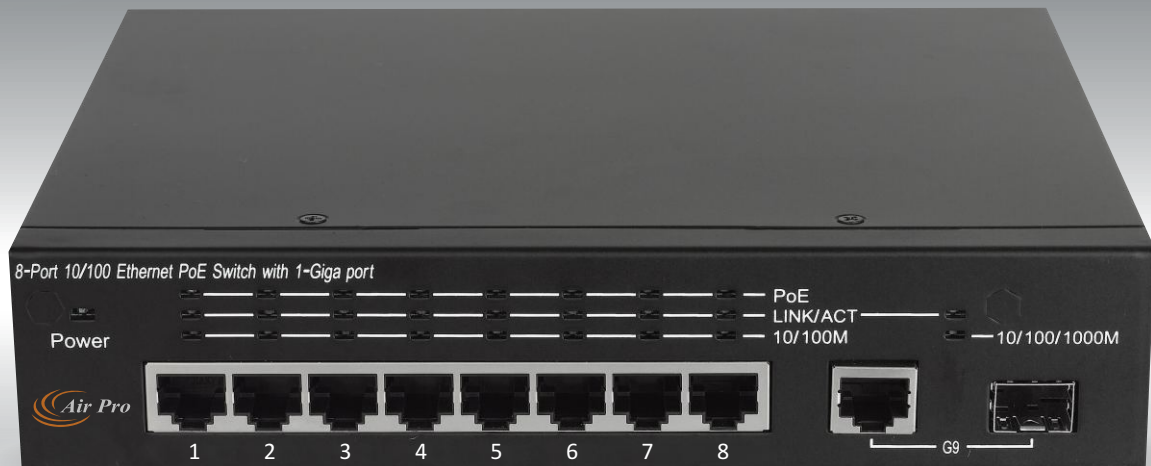 8-Port 10/100 Ethernet PoE Switch with 1-Giga port
PoE
LINK/ACT
10/100M
10/100/1000M
Power
Air Pro
1 2 3 4 5 6 7 8
G9